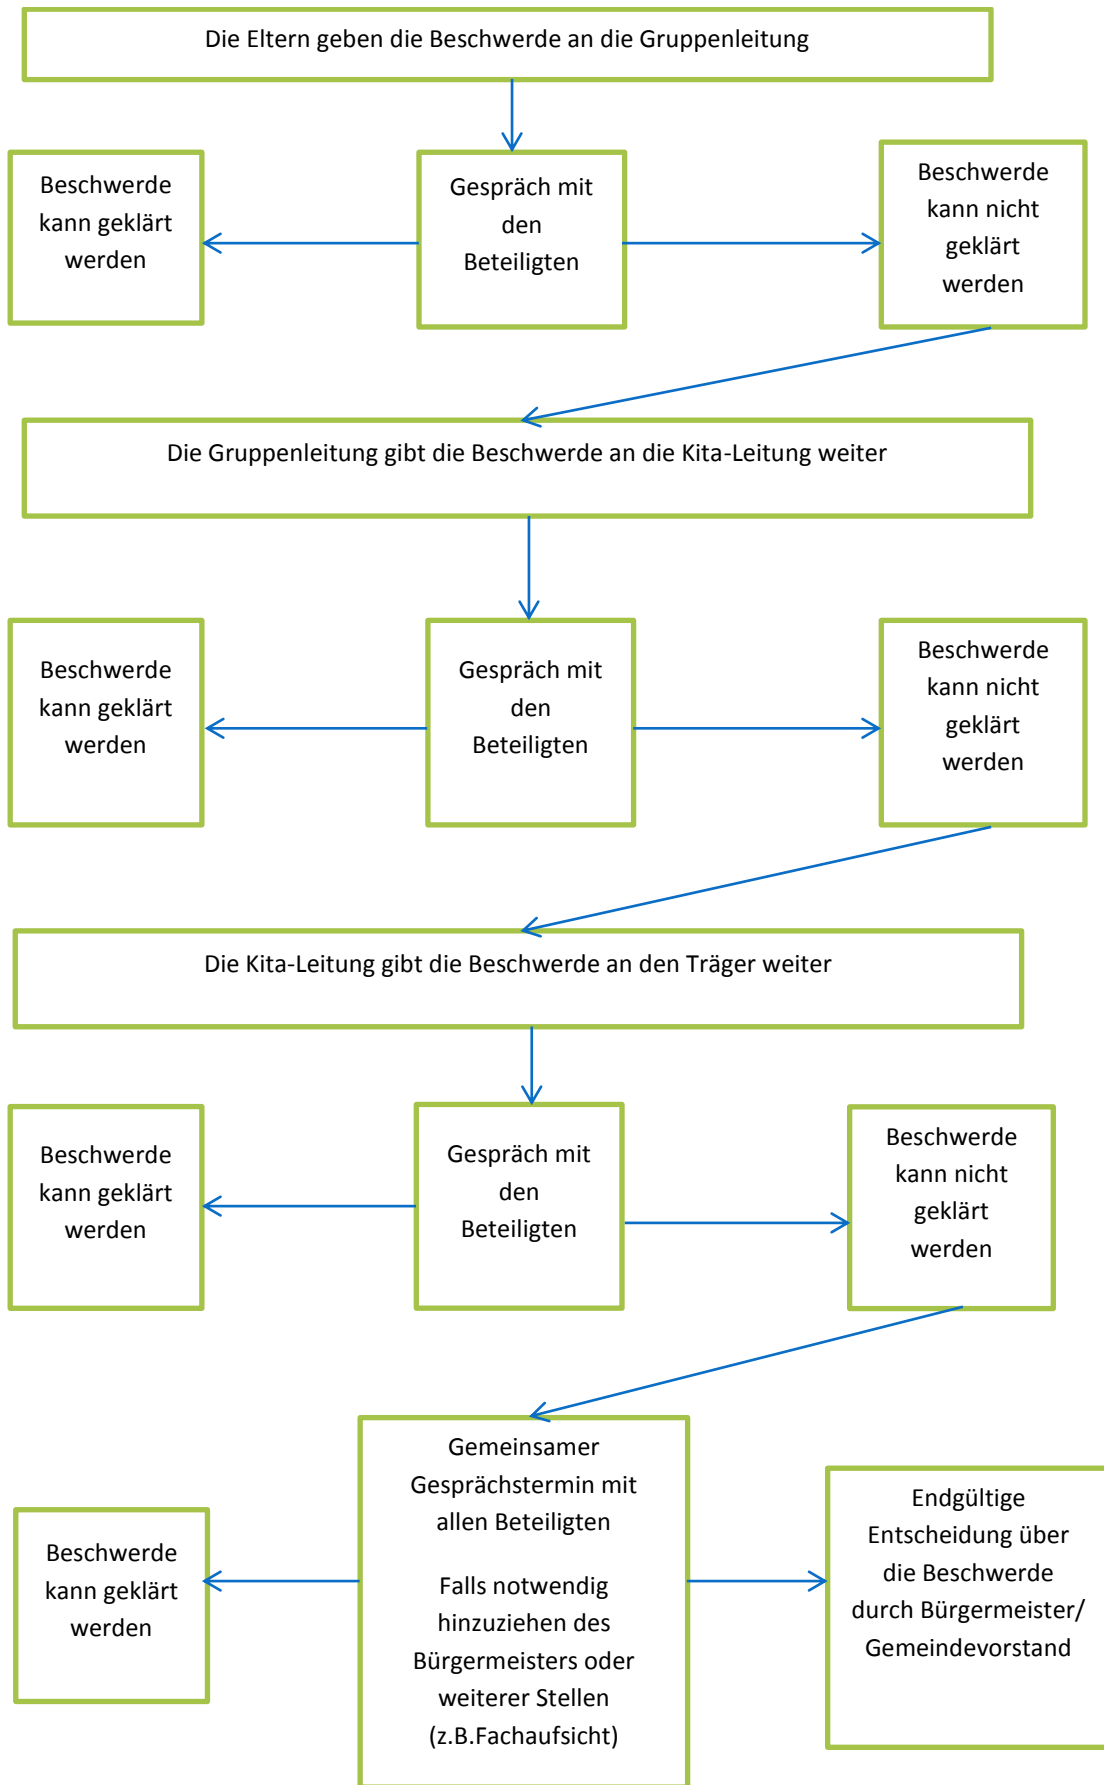 Die Eltern geben die Beschwerde an die Gruppenleitung
Beschwerde
kann geklärt
werden
Gespräch mit
den
Beteiligten
Beschwerde
kann nicht
geklärt
werden
Die Gruppenleitung gibt die Beschwerde an die Kita-Leitung weiter
Beschwerde
kann geklärt
werden
Gespräch mit
den
Beteiligten
Beschwerde
kann nicht
geklärt
werden
Die Kita-Leitung gibt die Beschwerde an den Träger weiter
Beschwerde
kann geklärt
werden
Gespräch mit
den
Beteiligten
Beschwerde
kann nicht
geklärt
werden
Beschwerde
kann geklärt
werden
Gemeinsamer
Gesprächstermin mit
allen Beteiligten
Falls notwendig
hinzuziehen des
Bürgermeisters oder
weiterer Stellen
(z.B.Fachaufsicht)
Endgültige
Entscheidung über
die Beschwerde
durch Bürgermeister/
Gemeindevorstand